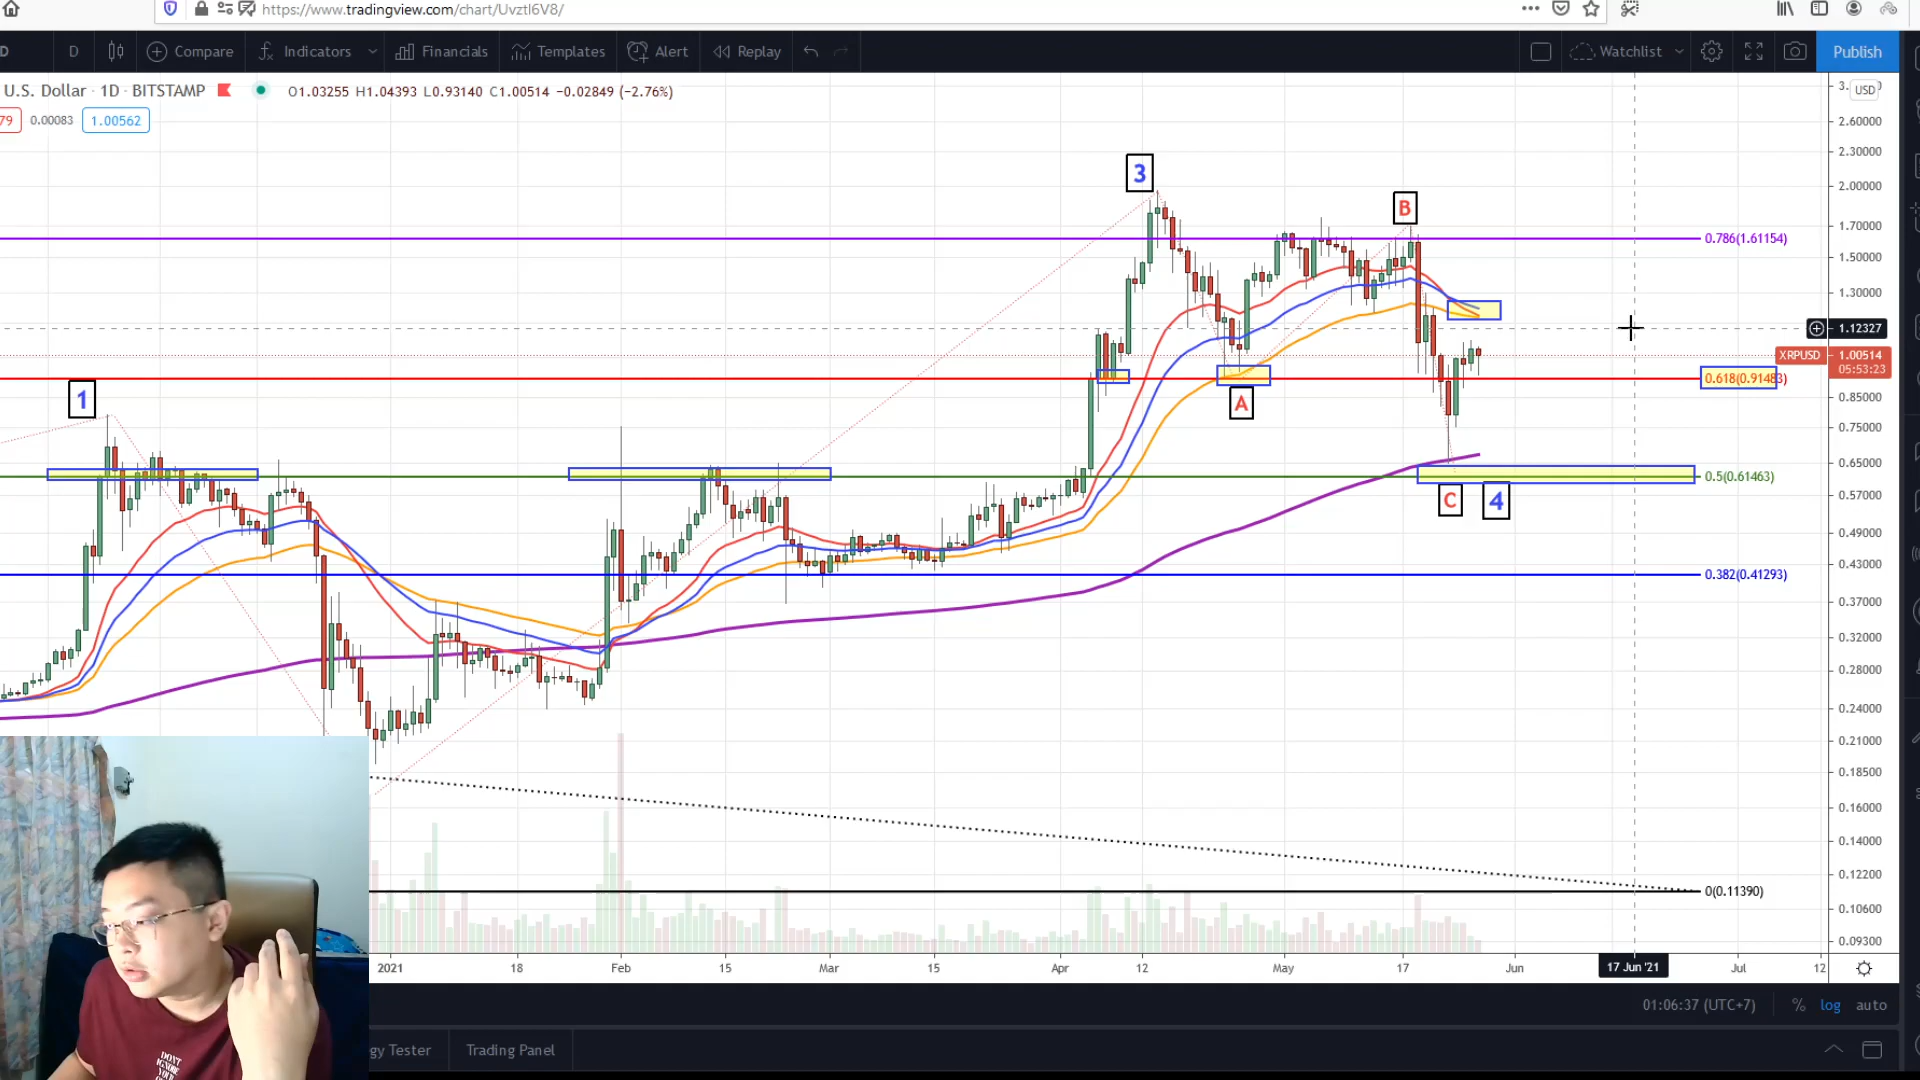 https://www.tradingview.com/chart/Uvztl6V8/
D Compare Indicators Financials Templates Alert Replay Watchlist Publish
U.S. Dollar · 1D · BITSTAMP O1.03255 H1.04393 L0.93140 C1.00514 −0.02849 (−2.76%)
79 0.00083 1.00562
USD
2.60000
2.30000
2.00000
1.70000
1.50000
1.30000
1.12327
XRPUSD 1.00514
05:53:23
0.85000
0.75000
0.65000
0.57000
0.49000
0.43000
0.37000
0.32000
0.28000
0.24000
0.21000
0.18500
0.16000
0.14000
0.12200
0.10600
0.09300
3
B
1
A
C
4
0.786(1.61154)
0.618(0.91483)
0.5(0.61463)
0.382(0.41293)
0(0.11390)
2021 18 Feb 15 Mar 15 Apr 12 May 17 Jun 17 Jun '21 Jul 12
01:06:37 (UTC+7) % log auto
gy Tester Trading Panel
DON'T
IGNORE
YOUR